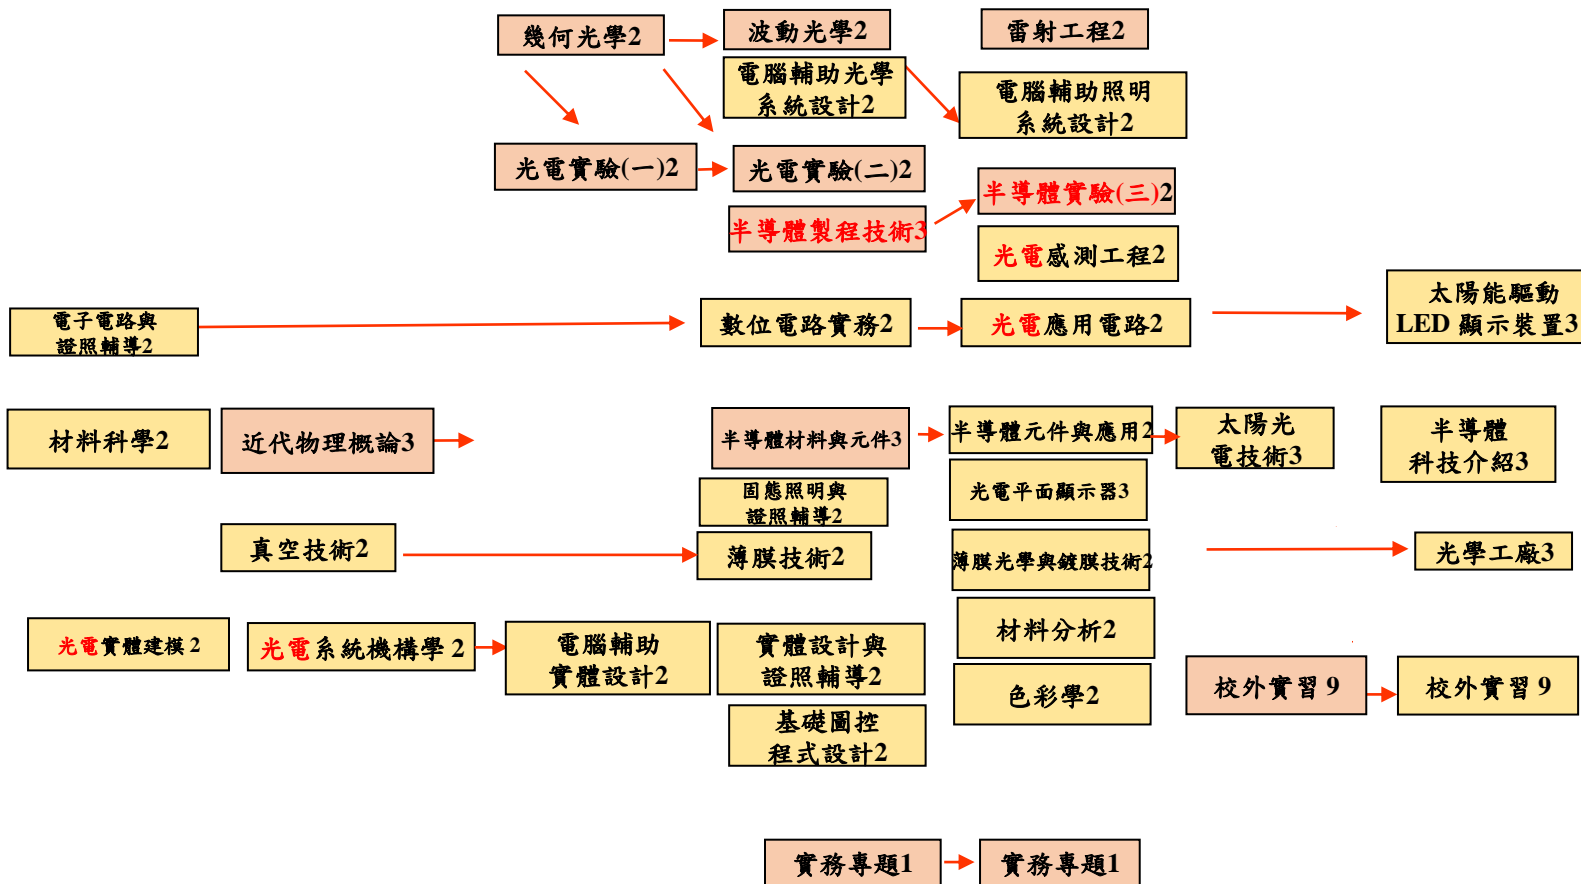 幾何光學2
波動光學2
雷射工程2
電腦輔助光學
系統設計2
電腦輔助照明
系統設計2
光電實驗(一)2
光電實驗(二)2
半導體實驗(三)2
半導體製程技術3
光電感測工程2
電子電路與
證照輔導2
數位電路實務2
光電應用電路2
太陽能驅動
LED 顯示裝置3
材料科學2
近代物理概論3
半導體材料與元件3
半導體元件與應用2
太陽光
電技術3
半導體
科技介紹3
固態照明與
證照輔導2
光電平面顯示器3
真空技術2
薄膜技術2
薄膜光學與鍍膜技術2
光學工廠3
光電實體建模 2
光電系統機構學 2
電腦輔助
實體設計2
實體設計與
證照輔導2
材料分析2
色彩學2
校外實習 9
校外實習 9
基礎圖控
程式設計2
實務專題1
實務專題1